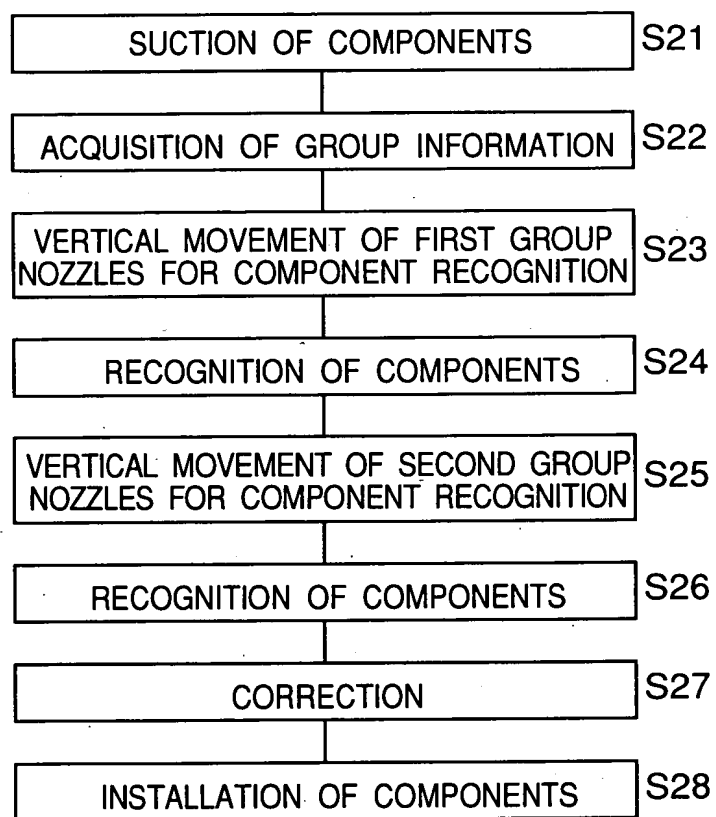 SUCTION OF COMPONENTS S21
ACQUISITION OF GROUP INFORMATION S22
VERTICAL MOVEMENT OF FIRST GROUP
NOZZLES FOR COMPONENT RECOGNITION S23
RECOGNITION OF COMPONENTS S24
VERTICAL MOVEMENT OF SECOND GROUP
NOZZLES FOR COMPONENT RECOGNITION S25
RECOGNITION OF COMPONENTS S26
CORRECTION S27
INSTALLATION OF COMPONENTS S28